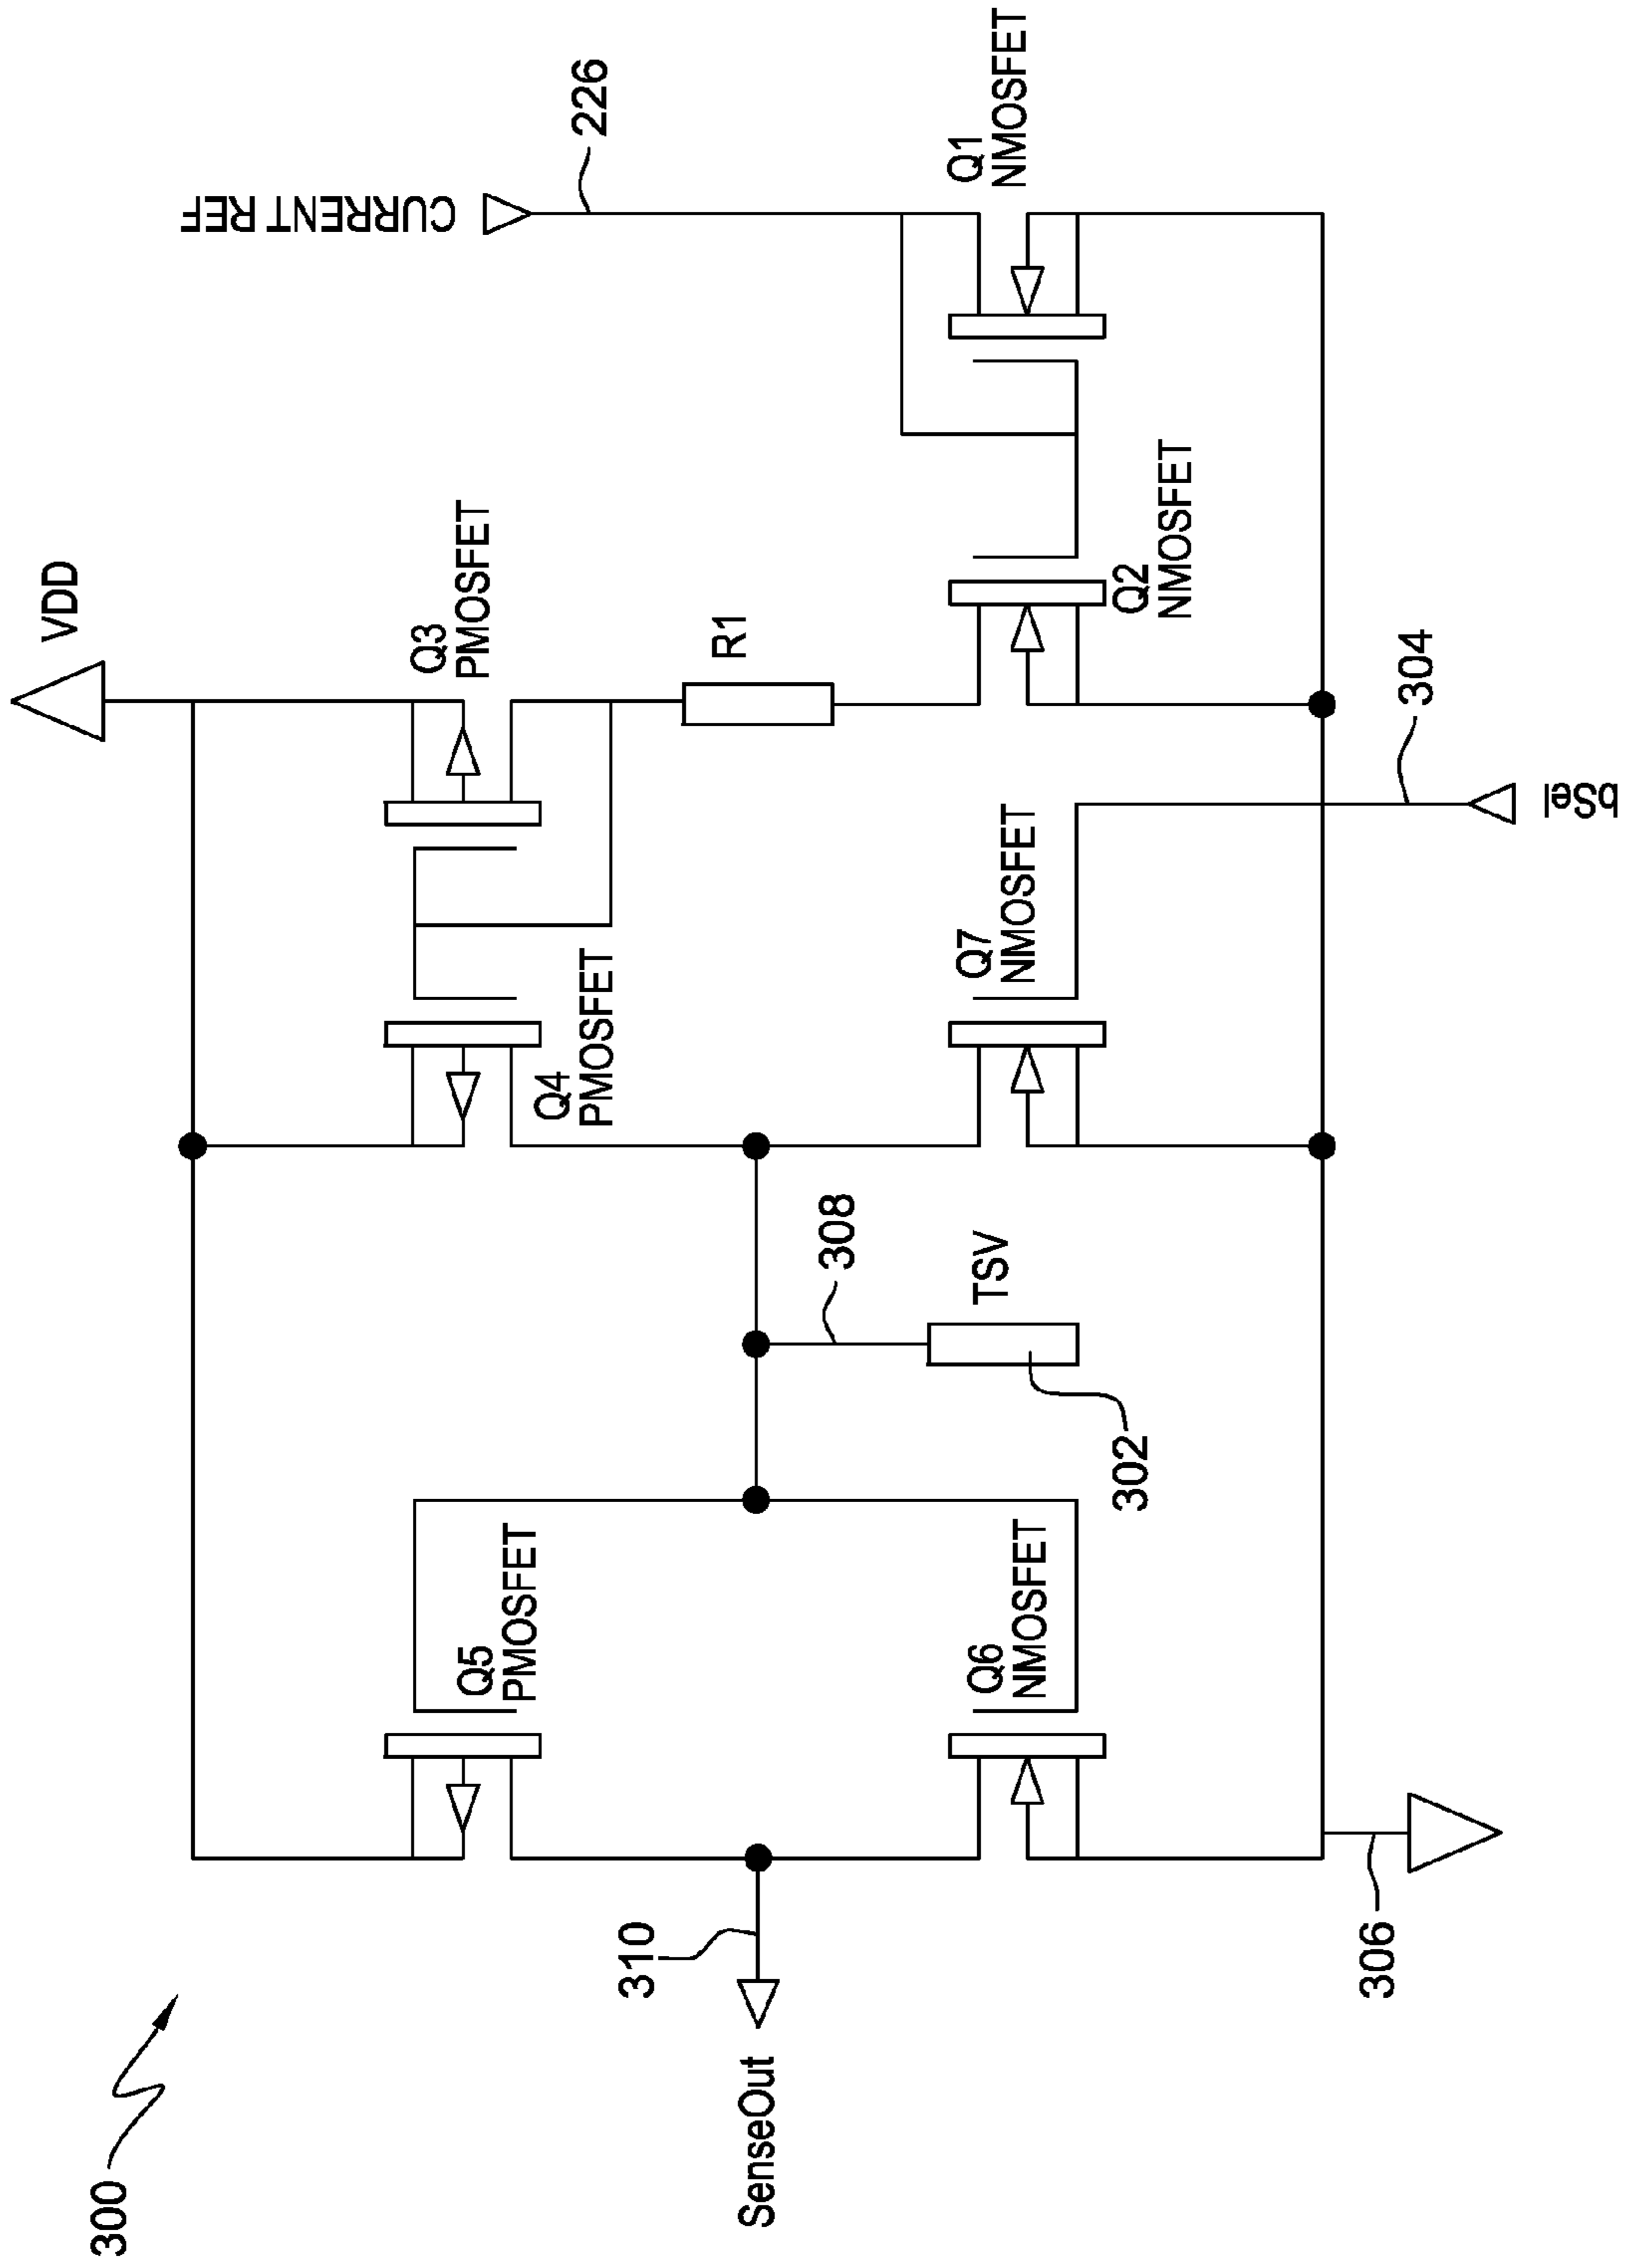 300
VDD
CURRENT REF
226
Q3
PMOSFET
Q4
PMOSFET
R1
Q1
NMOSFET
Q2
NMOSFET
Q7
NMOSFET
308
TSV
302
Q5
PMOSFET
Q6
NMOSFET
310
SenseOut
304
bSel
306